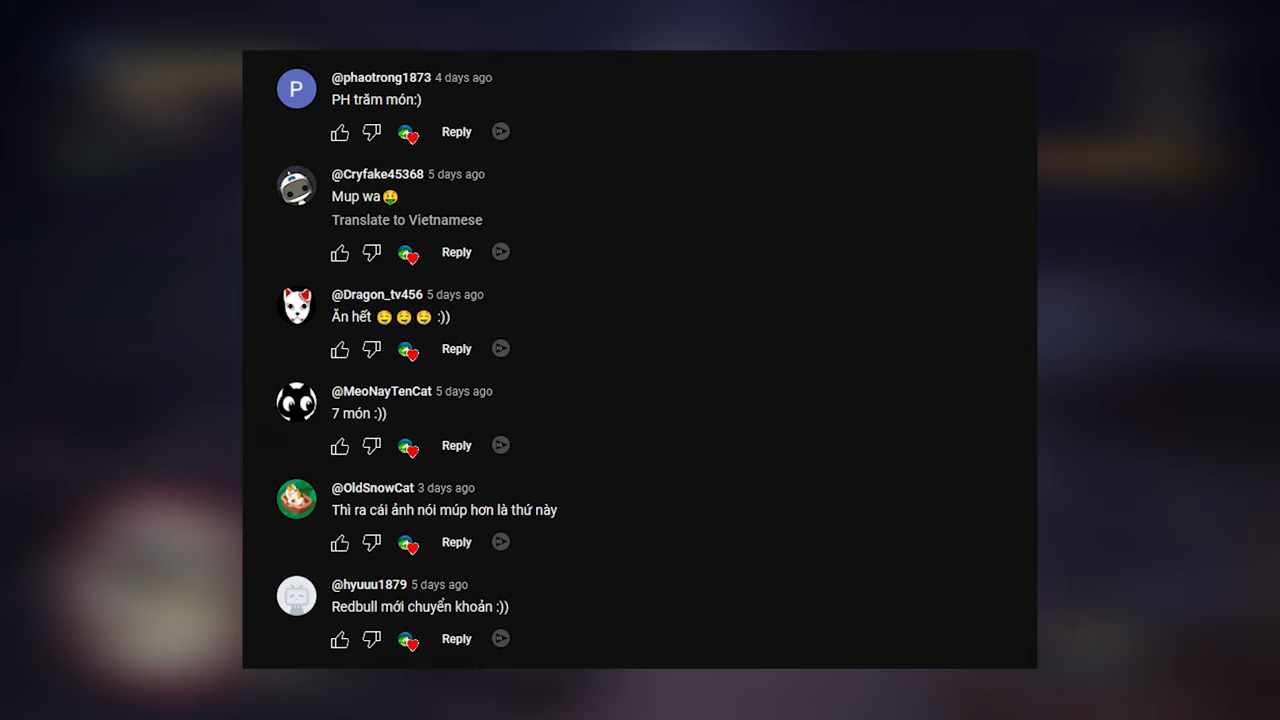 @phaotrong1873 4 days ago
PH trăm món:)
Reply
@Cryfake45368 5 days ago
Mup wa🤑
Translate to Vietnamese
Reply
@Dragon_tv456 5 days ago
Ăn hết 🤤🤤🤤 :))
Reply
@MeoNayTenCat 5 days ago
7 món :))
Reply
@OldSnowCat 3 days ago
Thì ra cái ảnh nói múp hơn là thứ này
Reply
@hyuuu1879 5 days ago
Redbull mới chuyển khoản :))
Reply